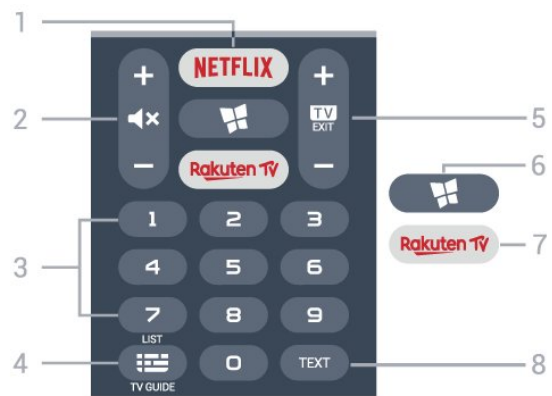 1
NETFLIX
2
TV
EXIT
5
6
Rakuten TV
1 2 3
3
4 5 6
Rakuten TV
7
7 8 9
LIST
4
0
TEXT
8
TV GUIDE